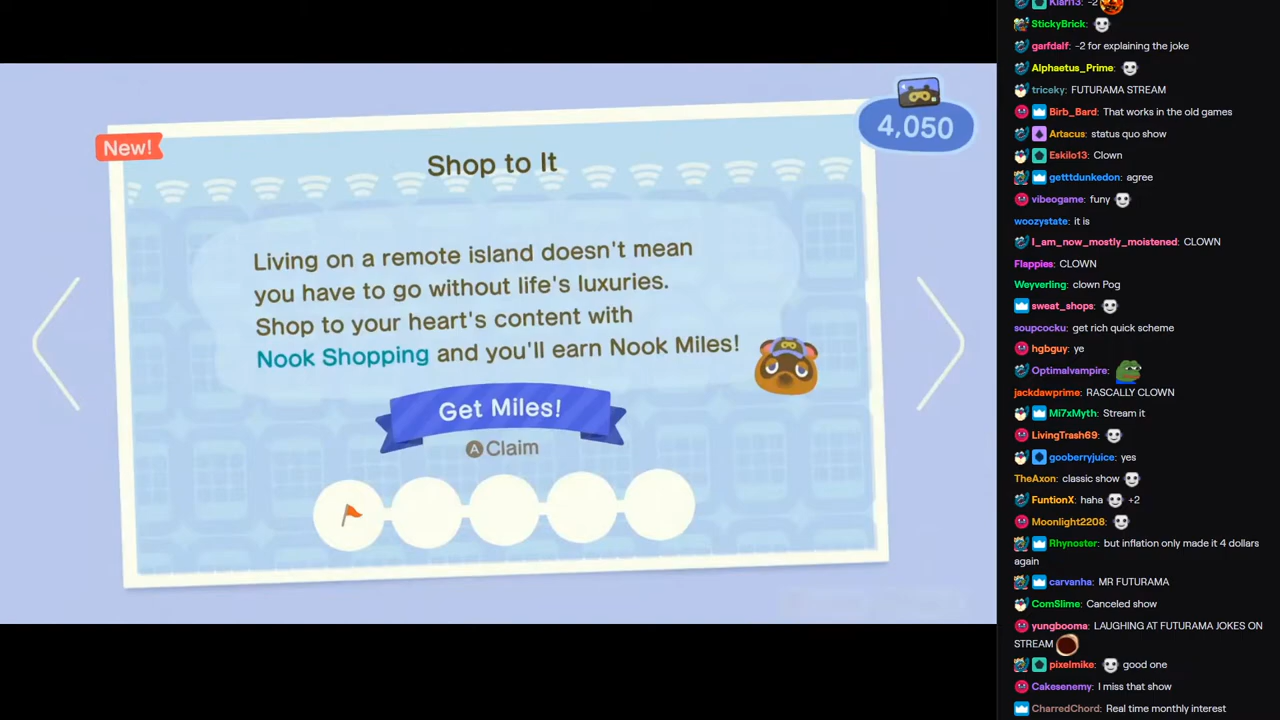 New!
4,050
Shop to It
Living on a remote island doesn't mean
you have to go without life's luxuries.
Shop to your heart's content with
Nook Shopping and you'll earn Nook Miles!
Get Miles!
A Claim
Klari13: -2
StickyBrick:
garfdalf: -2 for explaining the joke
Alphaetus_Prime:
triceky: FUTURAMA STREAM
Birb_Bard: That works in the old games
Artacus: status quo show
Eskilo13: Clown
getttdunkedon: agree
vibeogame: funy
woozystate: it is
I_am_now_mostly_moistened: CLOWN
Flappies: CLOWN
Weyverling: clown Pog
sweat_shops:
soupcocku: get rich quick scheme
hgbguy: ye
Optimalvampire:
jackdawprime: RASCALLY CLOWN
Mi7xMyth: Stream it
LivingTrash69:
gooberryjuice: yes
TheAxon: classic show
FuntionX: haha +2
Moonlight2208:
Rhynoster: but inflation only made it 4 dollars
again
carvanha: MR FUTURAMA
ComSlime: Canceled show
yungbooma: LAUGHING AT FUTURAMA JOKES ON
STREAM
pixelmike: good one
Cakesenemy: I miss that show
CharredChord: Real time monthly interest